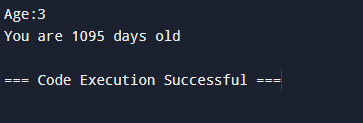 Age:3
You are 1095 days old
=== Code Execution Successful ===